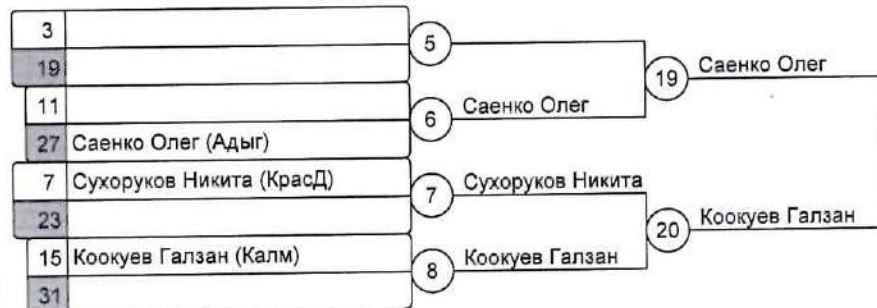 3
19
5
11
27 Саенко Олег (Адыг)
6 Саенко Олег
19 Саенко Олег
7 Сухоруков Никита (КрасД)
23
7 Сухоруков Никита
15 Коокуев Галзан (Калм)
31
8 Коокуев Галзан
20 Коокуев Галзан